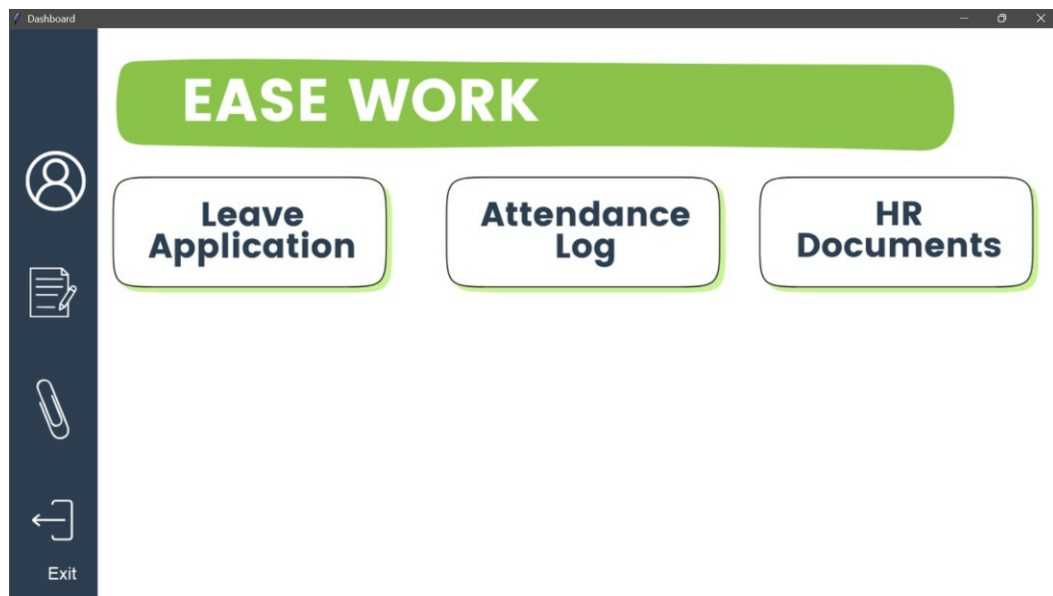 Dashboard
EASE WORK
Leave
Application
Attendance
Log
HR
Documents
Exit